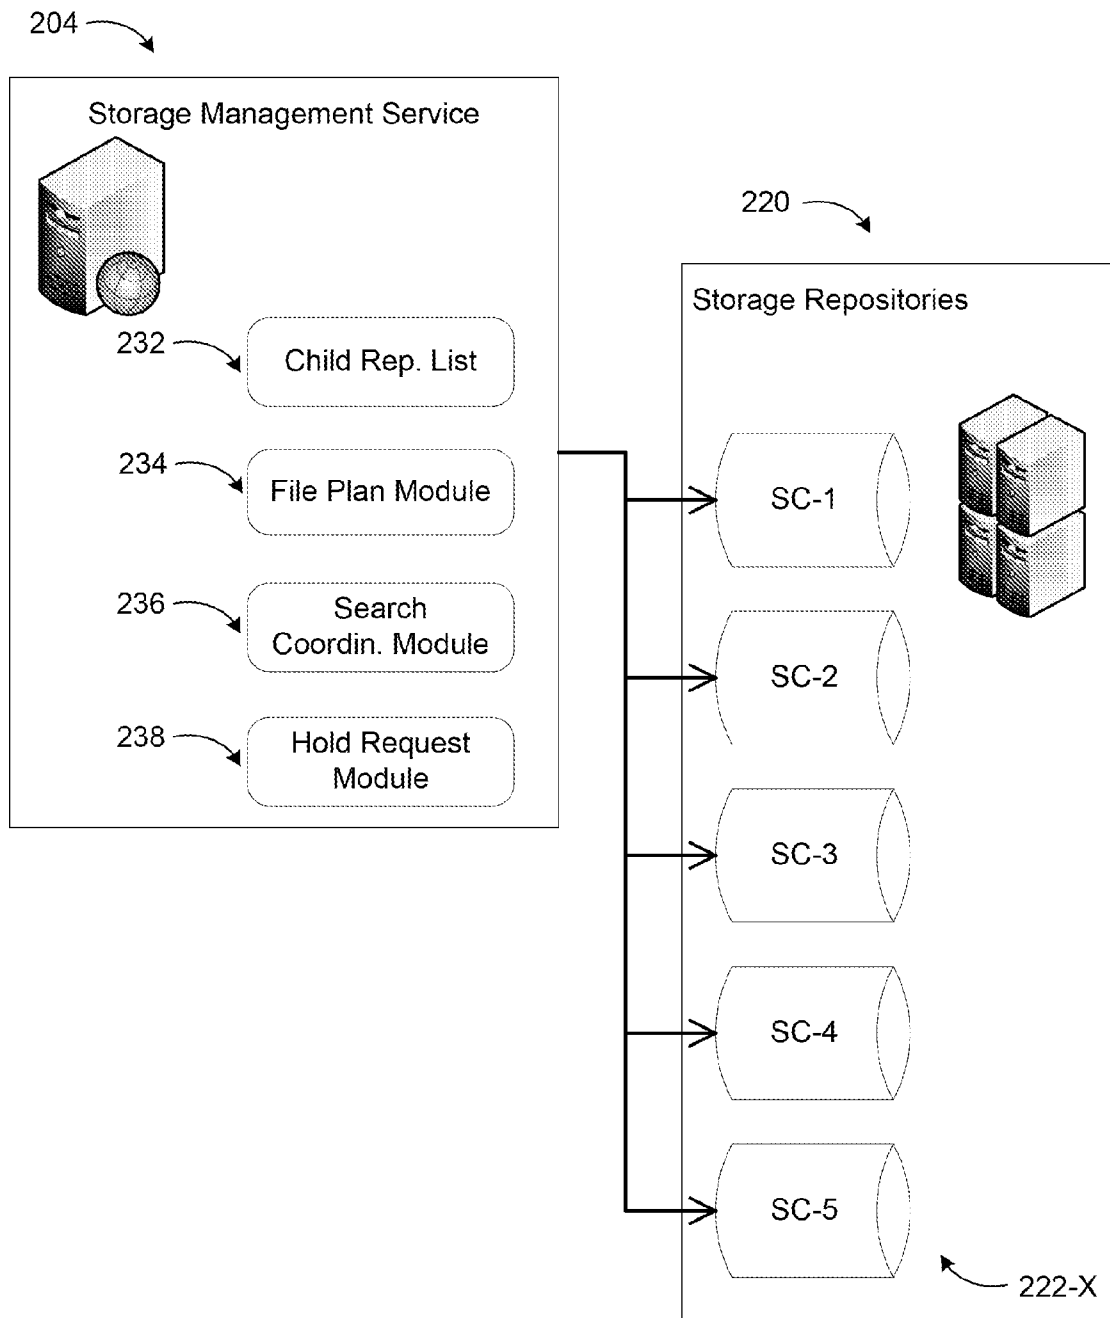 204
Storage Management Service
232
Child Rep. List
234
File Plan Module
236
Search
Coordin. Module
238
Hold Request
Module
220
Storage Repositories
SC-1
SC-2
SC-3
SC-4
SC-5
222-X